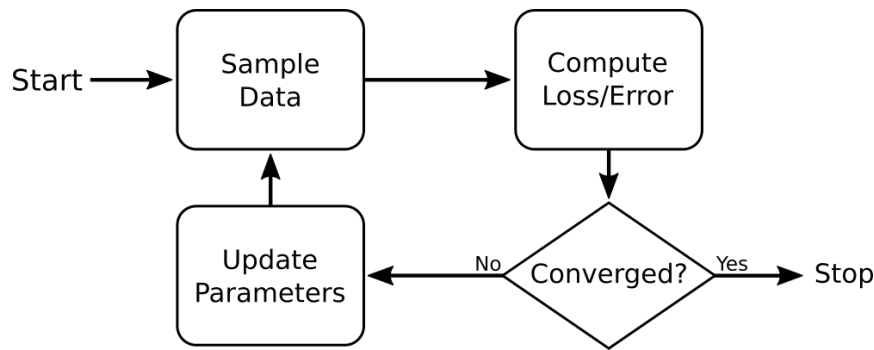 Start
Sample
Data
Compute
Loss/Error
Update
Parameters
No
Converged?
Yes
Stop